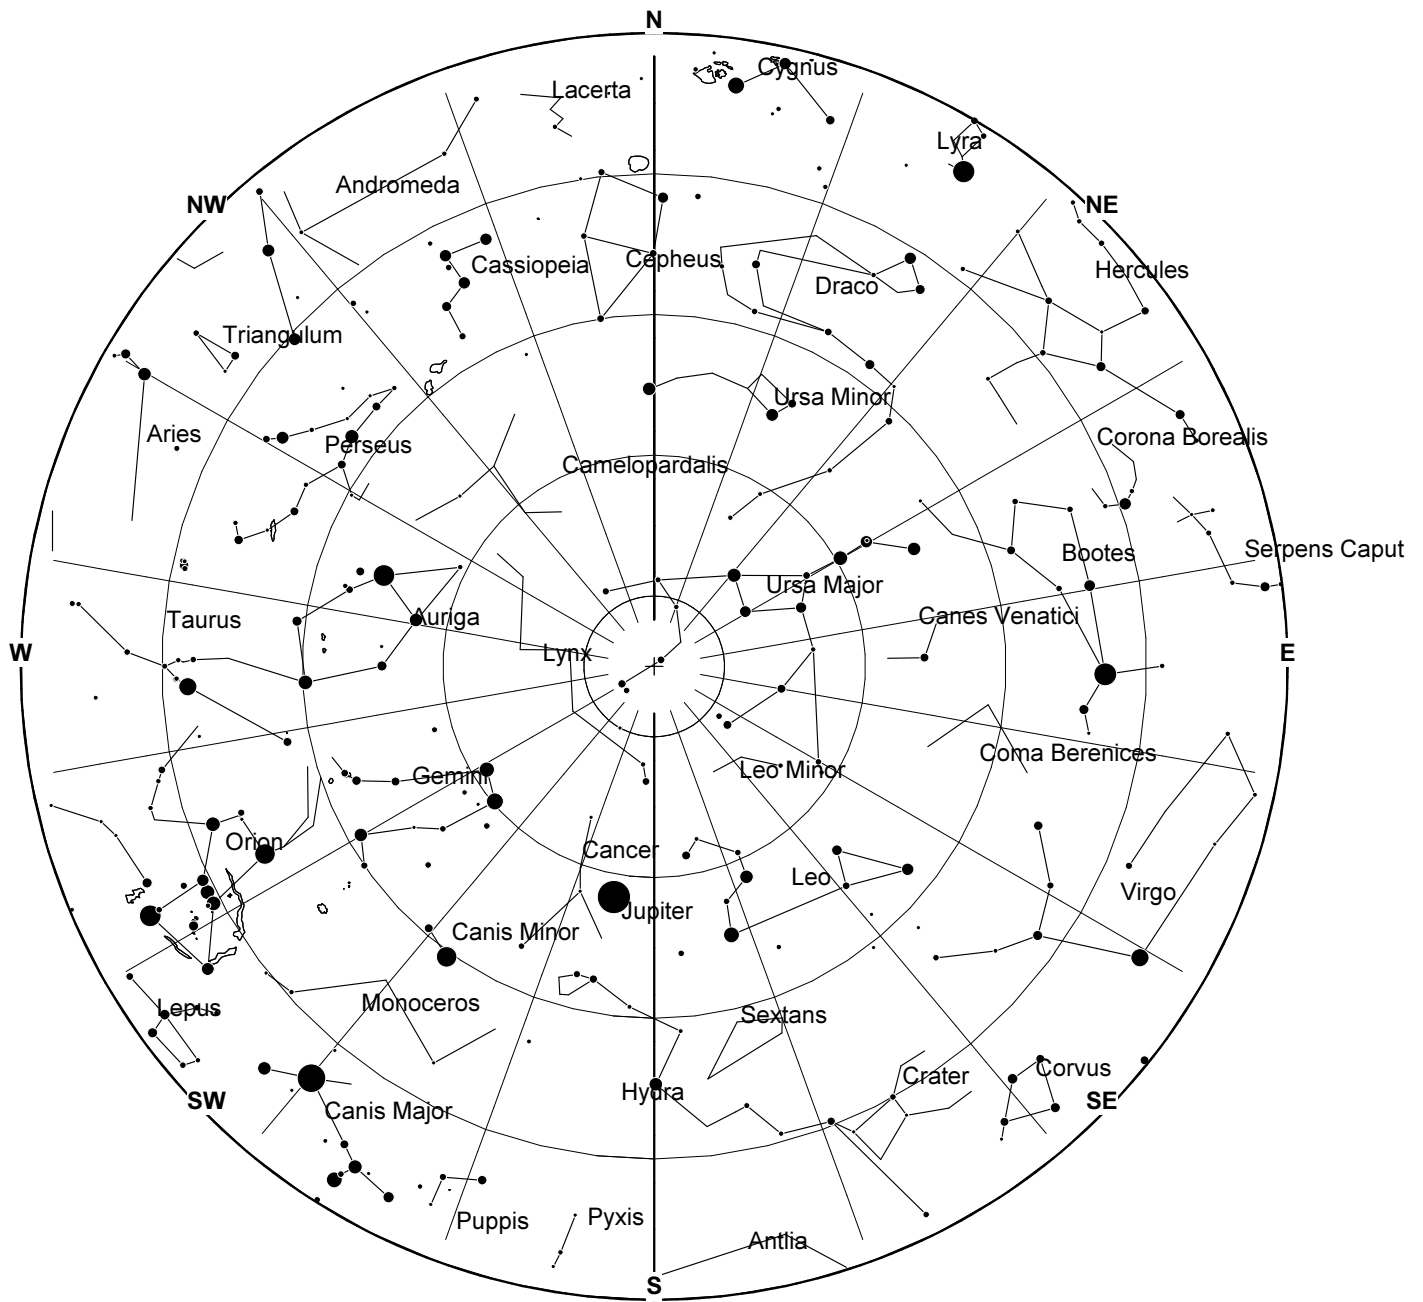 N
Cygnus
Lacerta
Lyra
Andromeda
NW
NE
Cassiopeia
Cepheus
Hercules
Draco
Triangulum
Ursa Minor
Aries
Perseus
Corona Borealis
Camelopardalis
Bootes
Serpens Caput
Ursa Major
Taurus
Auriga
Canes Venatici
W
Lynx
E
Coma Berenices
Gemini
Leo Minor
Orion
Cancer
Leo
Virgo
Jupiter
Canis Minor
Lepus
Monoceros
Sextans
Hydra
Crater
Corvus
SW
Canis Major
SE
Puppis
Pyxis
Antlia
S